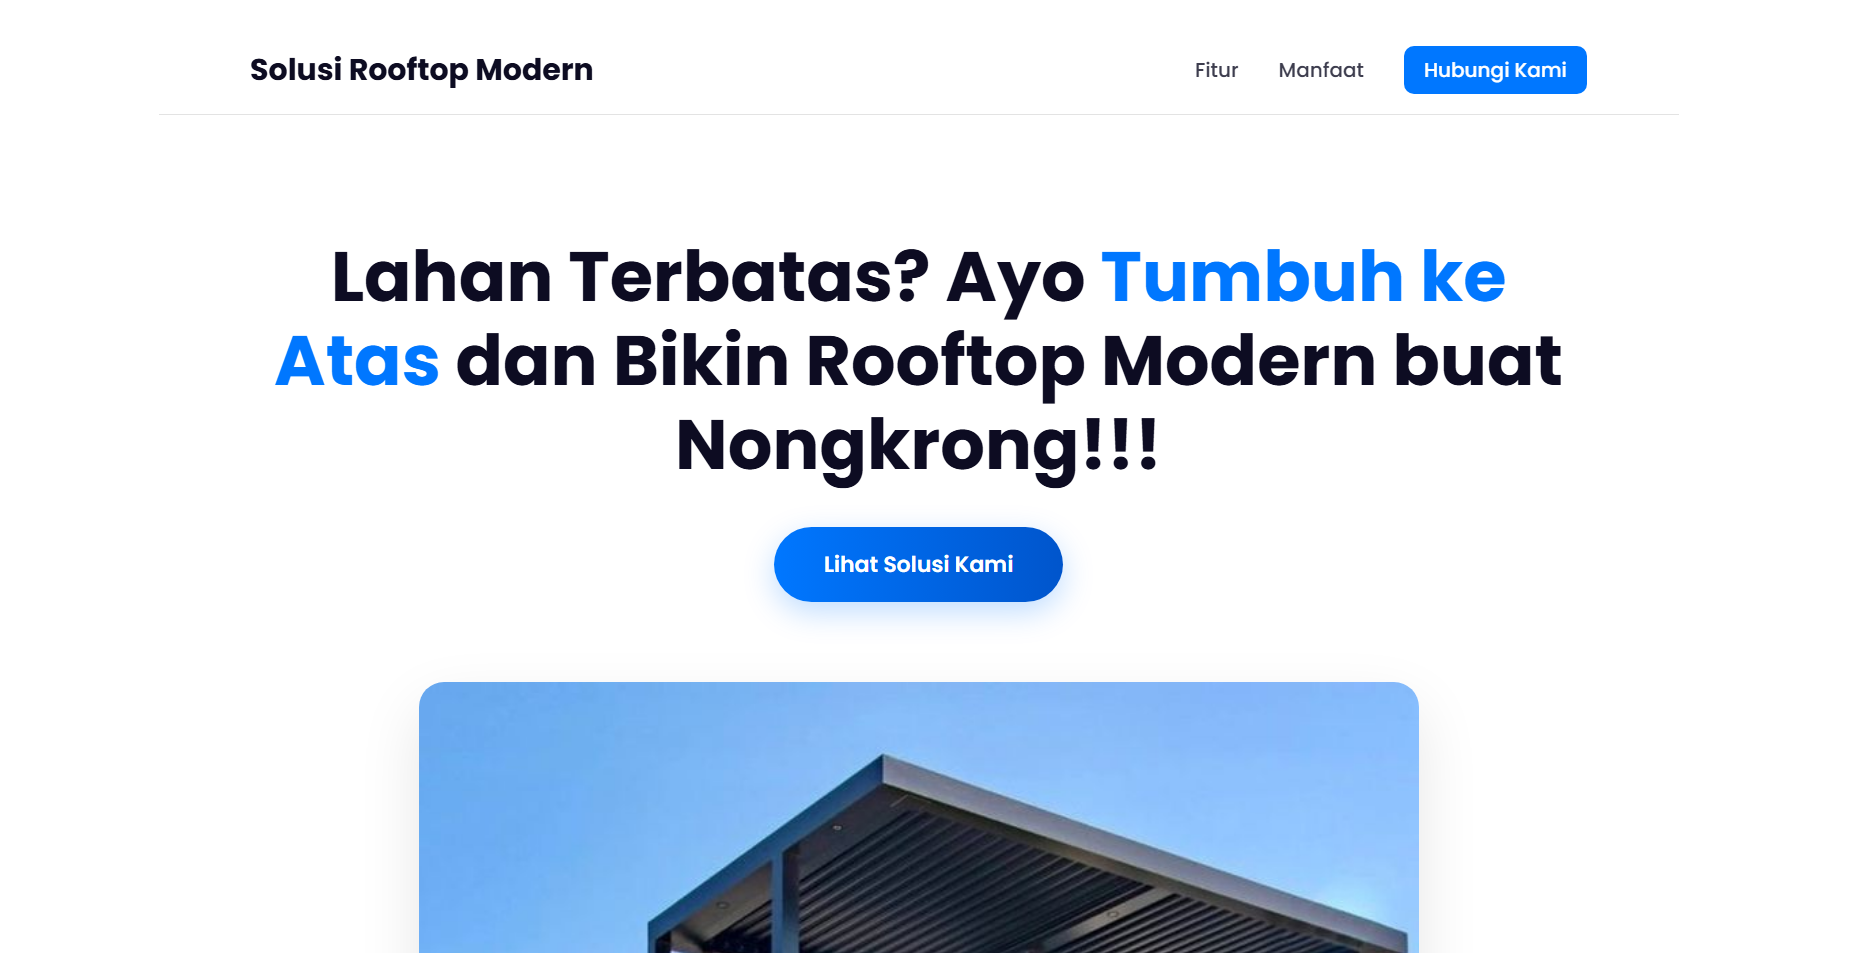 Solusi Rooftop Modern
Fitur
Manfaat
Hubungi Kami
Lahan Terbatas? Ayo Tumbuh ke
Atas dan Bikin Rooftop Modern buat
Nongkrong!!!
Lihat Solusi Kami